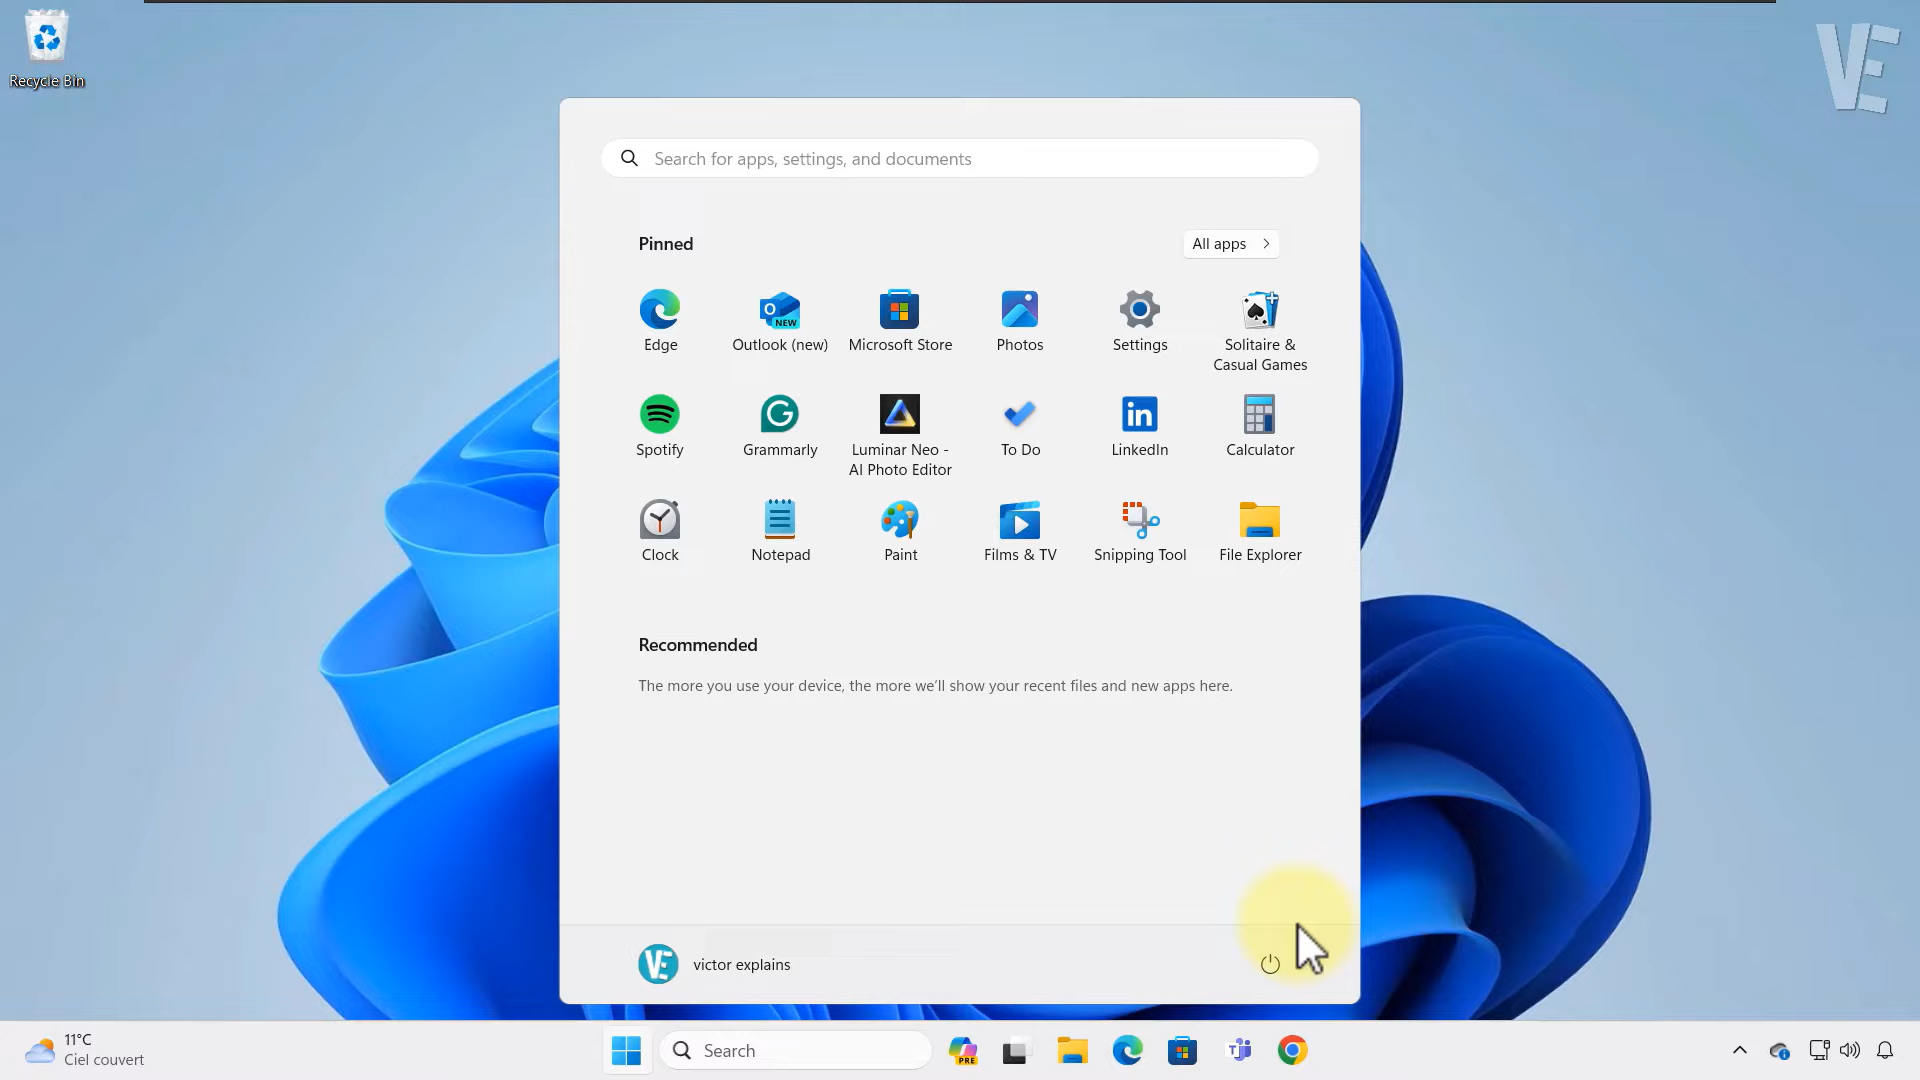 Recycle Bin
VE
Search for apps, settings, and documents
Pinned
All apps
Edge
Outlook (new)
Microsoft Store
Photos
Settings
Solitaire &
Casual Games
Spotify
Grammarly
Luminar Neo -
AI Photo Editor
To Do
LinkedIn
Calculator
Clock
Notepad
Paint
Films & TV
Snipping Tool
File Explorer
Recommended
The more you use your device, the more we’ll show your recent files and new apps here.
VE
victor explains
11°C
Ciel couvert
Search
PRE